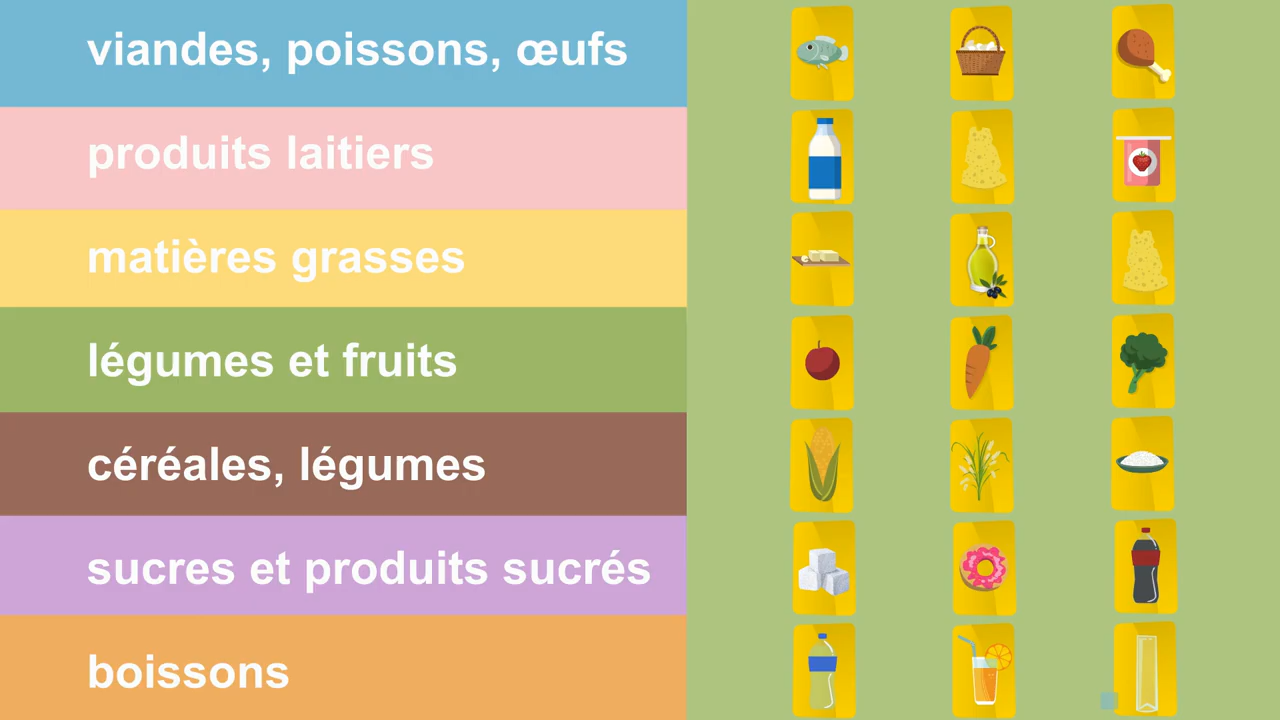 viandes, poissons, œufs
produits laitiers
matières grasses
légumes et fruits
céréales, légumes
sucres et produits sucrés
boissons